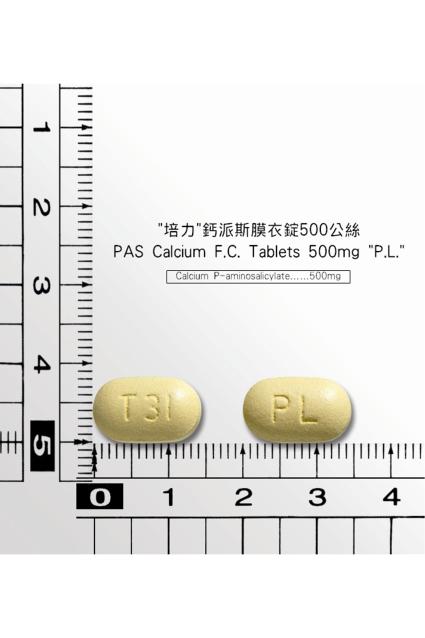 "培力"鈣派斯膜衣錠500公絲
PAS Calcium F.C. Tablets 500mg "P.L."
Calcium P-aminosalicylate......500mg
1
2
3
4
5
T31 PL
0 1 2 3 4